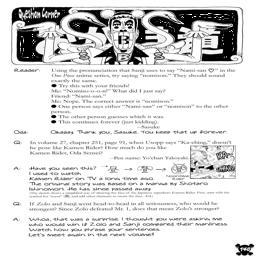 Question Corner
Reader: Using the pronunciation that Sanji uses to say "Nami-san ♡" in the
One Piece anime series, try saying "nomison." They should sound
exactly the same.
● Try this with your friends!
Me: What did I just say?
Friend: "Nami-san."
Me: Nope. The correct answer is "nomison."
● One person says either "Nami-san" or "nomison" to the other
person.
● The other person guesses which it was.
● This continues forever (just kidding).
--Sasuke
Oda: Okaaay. Thank you, Sasuke. You keep that up forever.
Q: In volume 27, chapter 251, page 91, when Usopp says "Ka-ching," doesn't
he pose like Kamen Rider? How much do you like
Kamen Rider, Oda Sensei?
--Pen name: Yo!chan Yaboyaki
A: Have you seen this?
I used to watch
Kamen Rider on TV a long time ago.
The original story was based on a manga by Shotaro
Ishinomori. He has since passed away.
Q: If Zolo and Sanji went head-to-head in all seriousness, who would be
stronger? Since Zolo defeated Mr. 1, does that mean Zolo's stronger?
A: Whoa, that was a surprise. I thought you were asking me
who would win if Zolo and Sanji compared their manliness.
Watch how you phrase your sentences.
Let's meet again in the next volume!!